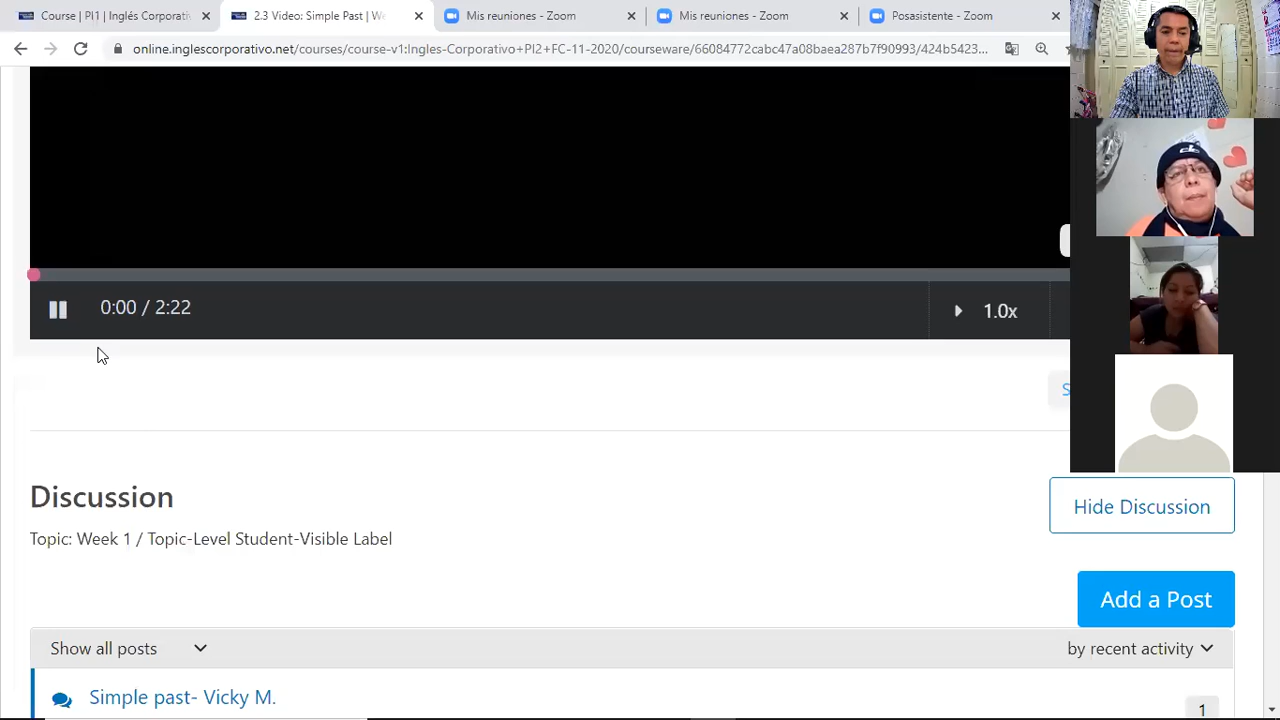 Course | PI1 | Inglés Corporati
2.3 Video: Simple Past | We
Mis reuniones - Zoom
Mis reuniones - Zoom
Posasistente - Zoom
online.inglescorporativo.net/courses/course-v1:Ingles-Corporativo+PI2+FC-11-2020/courseware/66084772cabc47a08baea287b7f909
0:00 / 2:22
1.0x
Discussion
Hide Discussion
Topic: Week 1 / Topic-Level Student-Visible Label
Add a Post
Show all posts
by recent activity
Simple past- Vicky M.
1